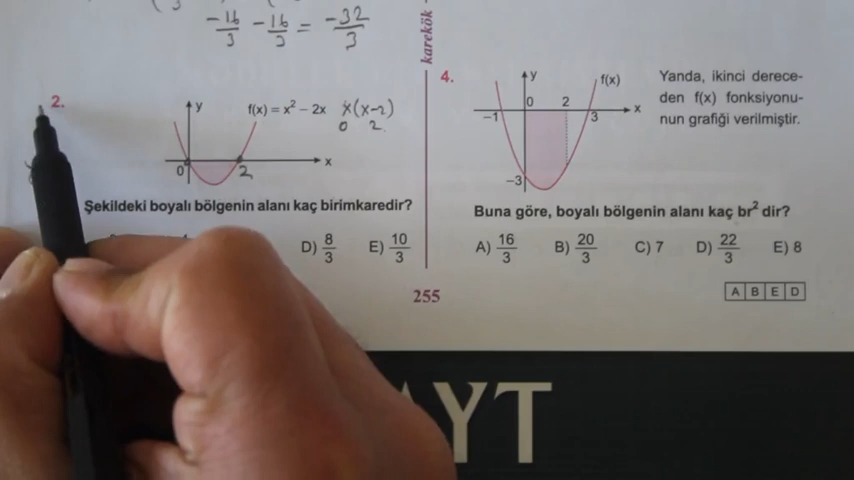 -16/3 -16/3 = -32/3
karekök
2.
y
f(x) = x² – 2x x(x-2)
0 2
x
0
2
Şekildeki boyalı bölgenin alanı kaç birimkaredir?
D) 8/3 E) 10/3
4.
y
f(x)
0 2
x
–1
3
–3
Yanda, ikinci derece-
den f(x) fonksiyonu-
nun grafiği verilmiştir.
Buna göre, boyalı bölgenin alanı kaç br² dir?
A) 16/3 B) 20/3 C) 7 D) 22/3 E) 8
255
A B E D
AYT